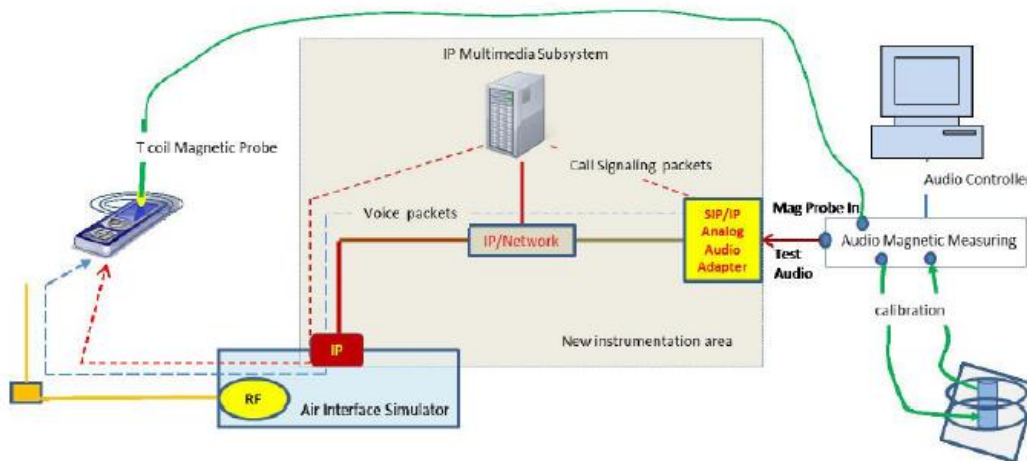 IP Multimedia Subsystem
T coil Magnetic Probe
Call Signaling packets
Audio Controller
Voice packets
SIP/IP
Analog
Audio
Adapter
Mag Probe In
IP/Network
Audio Magnetic Measuring
Test
Audio
calibration
IP
New instrumentation area
RF
Air Interface Simulator